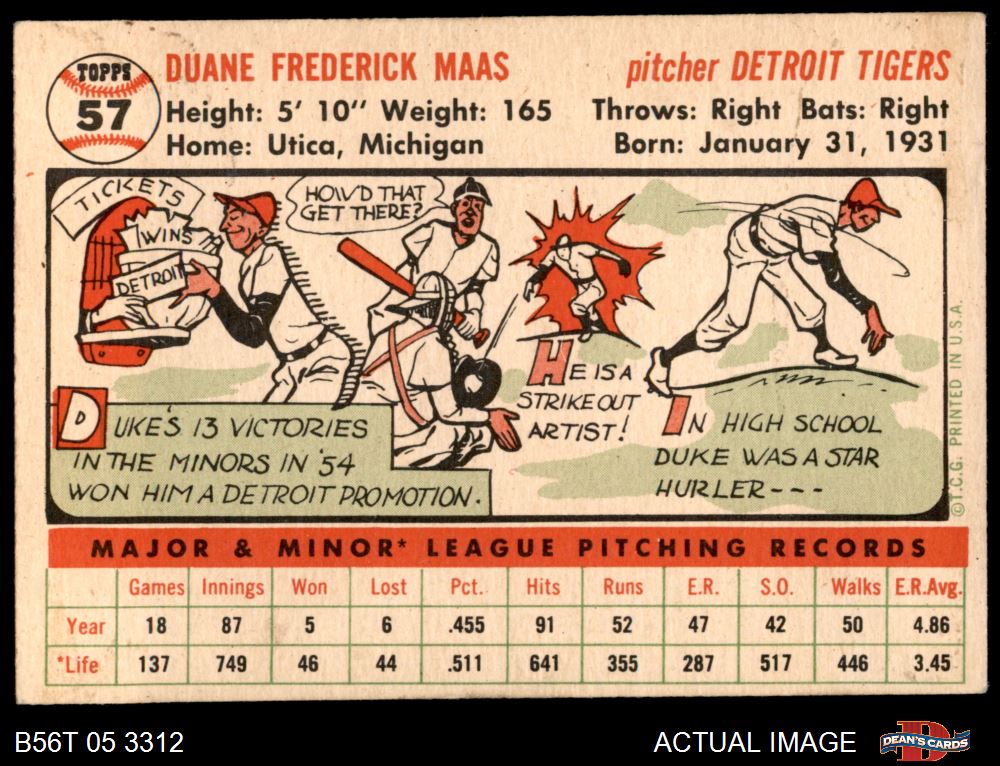 TOPPS
57
DUANE FREDERICK MAAS
pitcher DETROIT TIGERS
Height: 5' 10" Weight: 165
Throws: Right Bats: Right
Home: Utica, Michigan
Born: January 31, 1931
TICKETS
WINS
DETROIT
HOW'D THAT
GET THERE?
DUKE'S 13 VICTORIES
IN THE MINORS IN '54
WON HIM A DETROIT PROMOTION.
HE IS A
STRIKE OUT
ARTIST!
IN HIGH SCHOOL
DUKE WAS A STAR
HURLER---
©T.C.G. PRINTED IN U.S.A.
MAJOR & MINOR* LEAGUE PITCHING RECORDS
Games Innings Won Lost Pct. Hits Runs E.R. S.O. Walks E.R.Avg.
Year 18 87 5 6 .455 91 52 47 42 50 4.86
*Life 137 749 46 44 .511 641 355 287 517 446 3.45
B56T 05 3312
ACTUAL IMAGE
D
DEAN'S CARDS